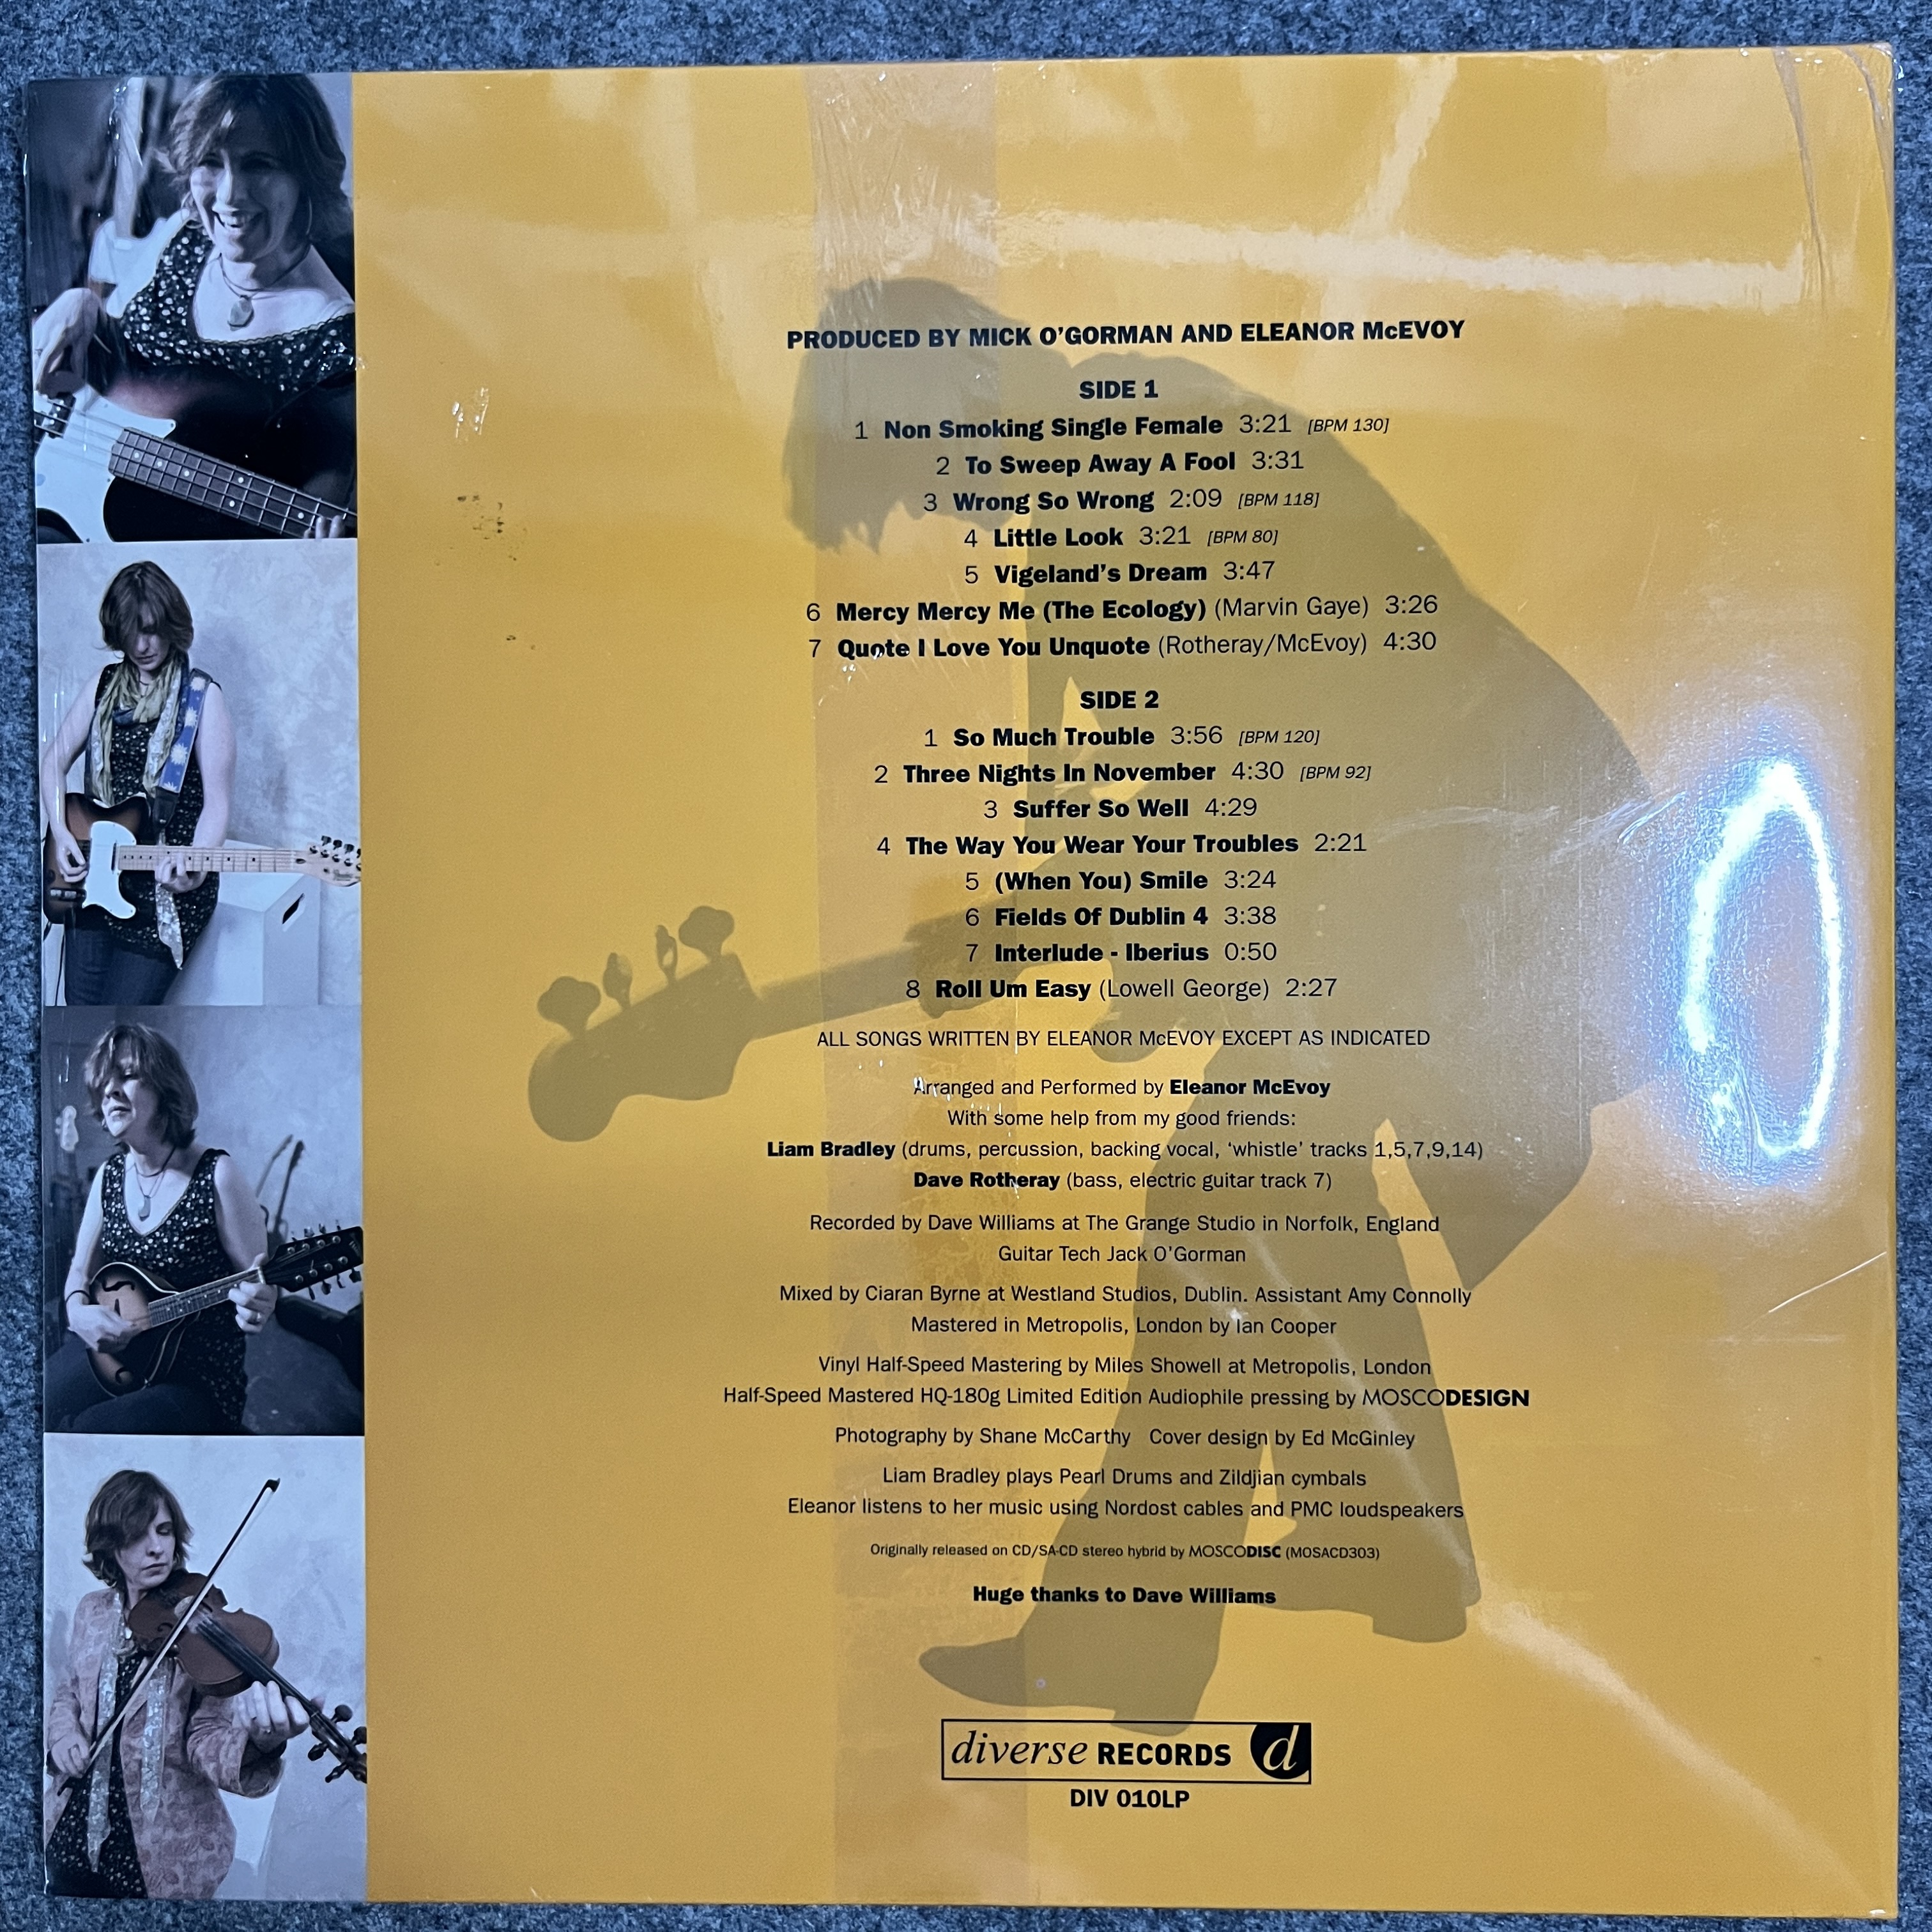 PRODUCED BY MICK O'GORMAN AND ELEANOR McEVOY
SIDE 1
1 Non Smoking Single Female 3:21 [BPM 130]
2 To Sweep Away A Fool 3:31
3 Wrong So Wrong 2:09 [BPM 118]
4 Little Look 3:21 [BPM 80]
5 Vigeland's Dream 3:47
6 Mercy Mercy Me (The Ecology) (Marvin Gaye) 3:26
7 Quote I Love You Unquote (Rotheray/McEvoy) 4:30
SIDE 2
1 So Much Trouble 3:56 [BPM 120]
2 Three Nights In November 4:30 [BPM 92]
3 Suffer So Well 4:29
4 The Way You Wear Your Troubles 2:21
5 (When You) Smile 3:24
6 Fields Of Dublin 4 3:38
7 Interlude - Iberius 0:50
8 Roll Um Easy (Lowell George) 2:27
ALL SONGS WRITTEN BY ELEANOR McEVOY EXCEPT AS INDICATED
Arranged and Performed by Eleanor McEvoy
With some help from my good friends:
Liam Bradley (drums, percussion, backing vocal, 'whistle' tracks 1,5,7,9,14)
Dave Rotheray (bass, electric guitar track 7)
Recorded by Dave Williams at The Grange Studio in Norfolk, England
Guitar Tech Jack O'Gorman
Mixed by Ciaran Byrne at Westland Studios, Dublin. Assistant Amy Connolly
Mastered in Metropolis, London by Ian Cooper
Vinyl Half-Speed Mastering by Miles Showell at Metropolis, London
Half-Speed Mastered HQ-180g Limited Edition Audiophile pressing by MOSCODESIGN
Photography by Shane McCarthy Cover design by Ed McGinley
Liam Bradley plays Pearl Drums and Zildjian cymbals
Eleanor listens to her music using Nordost cables and PMC loudspeakers
Originally released on CD/SA-CD stereo hybrid by MOSCODISC (MOSACD303)
Huge thanks to Dave Williams
diverse RECORDS d
DIV 010LP